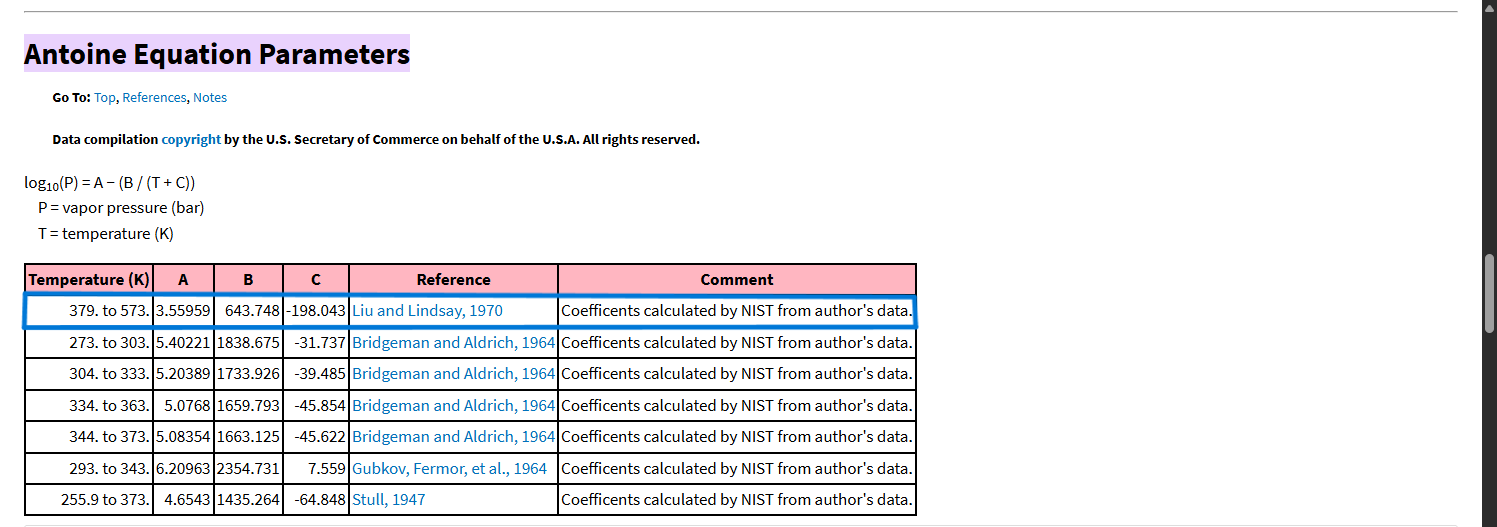 Antoine Equation Parameters
Go To: Top, References, Notes
Data compilation copyright by the U.S. Secretary of Commerce on behalf of the U.S.A. All rights reserved.
log10(P) = A − (B / (T + C))
P = vapor pressure (bar)
T = temperature (K)
Temperature (K) A B C Reference Comment
379. to 573. 3.55959 643.748 -198.043 Liu and Lindsay, 1970 Coefficents calculated by NIST from author's data.
273. to 303. 5.40221 1838.675 -31.737 Bridgeman and Aldrich, 1964 Coefficents calculated by NIST from author's data.
304. to 333. 5.20389 1733.926 -39.485 Bridgeman and Aldrich, 1964 Coefficents calculated by NIST from author's data.
334. to 363. 5.0768 1659.793 -45.854 Bridgeman and Aldrich, 1964 Coefficents calculated by NIST from author's data.
344. to 373. 5.08354 1663.125 -45.622 Bridgeman and Aldrich, 1964 Coefficents calculated by NIST from author's data.
293. to 343. 6.20963 2354.731 7.559 Gubkov, Fermor, et al., 1964 Coefficents calculated by NIST from author's data.
255.9 to 373. 4.6543 1435.264 -64.848 Stull, 1947 Coefficents calculated by NIST from author's data.